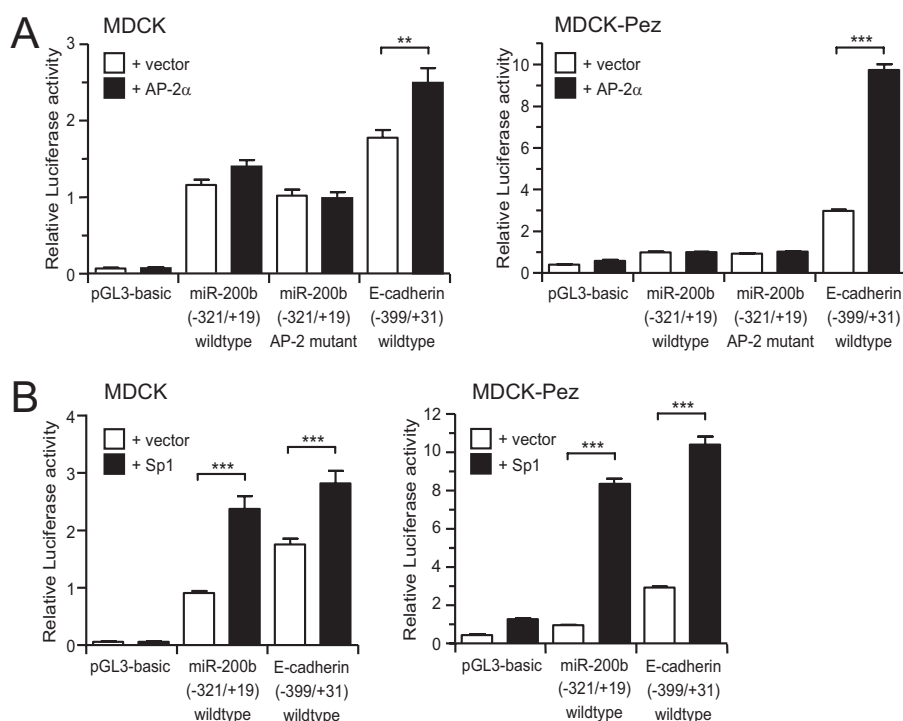 A
MDCK
Relative Luciferase activity
3
2
1
0
+ vector
+ AP-2α
**
pGL3-basic
miR-200b
(-321/+19)
wildtype
miR-200b
(-321/+19)
AP-2 mutant
E-cadherin
(-399/+31)
wildtype
MDCK-Pez
Relative Luciferase activity
10
8
6
4
2
0
+ vector
+ AP-2α
***
pGL3-basic
miR-200b
(-321/+19)
wildtype
miR-200b
(-321/+19)
AP-2 mutant
E-cadherin
(-399/+31)
wildtype
B
MDCK
Relative Luciferase activity
4
3
2
1
0
+ vector
+ Sp1
***
***
pGL3-basic
miR-200b
(-321/+19)
wildtype
E-cadherin
(-399/+31)
wildtype
MDCK-Pez
Relative Luciferase activity
12
10
8
6
4
2
0
+ vector
+ Sp1
***
***
pGL3-basic
miR-200b
(-321/+19)
wildtype
E-cadherin
(-399/+31)
wildtype